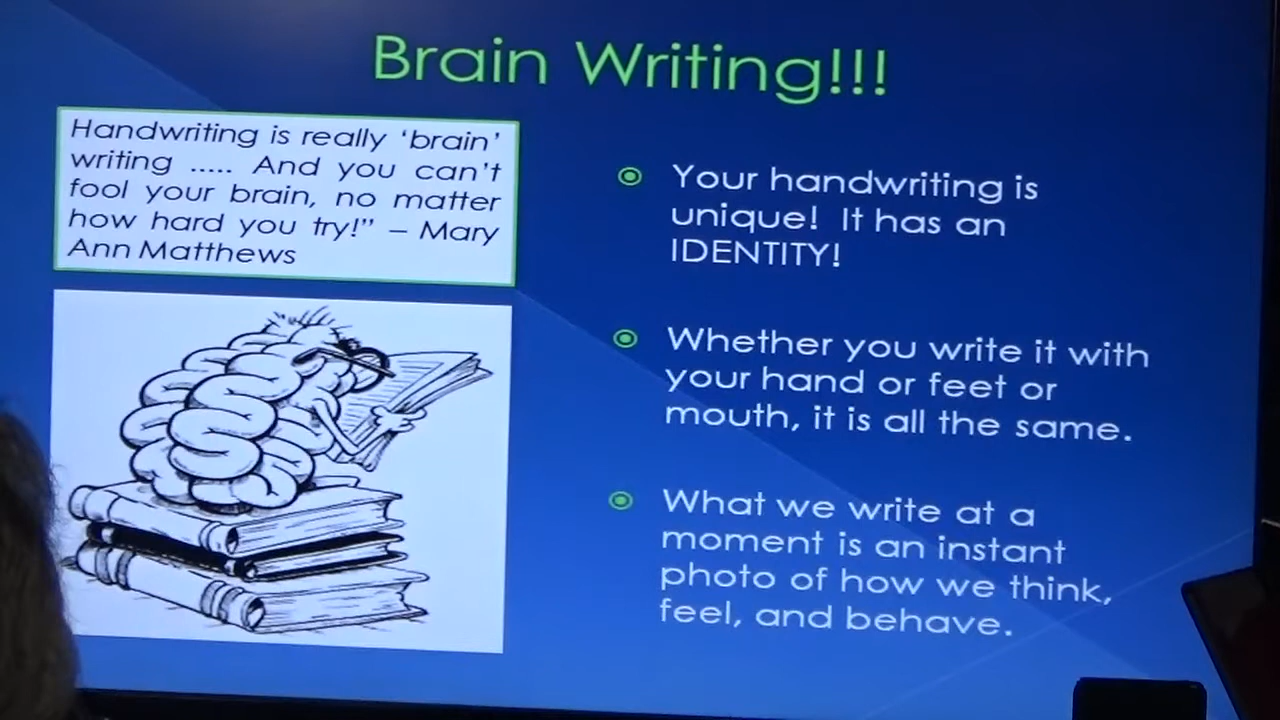 Brain Writing!!!
Handwriting is really ‘brain’
writing ..... And you can’t
fool your brain, no matter
how hard you try!” – Mary
Ann Matthews
Your handwriting is
unique! It has an
IDENTITY!
Whether you write it with
your hand or feet or
mouth, it is all the same.
What we write at a
moment is an instant
photo of how we think,
feel, and behave.